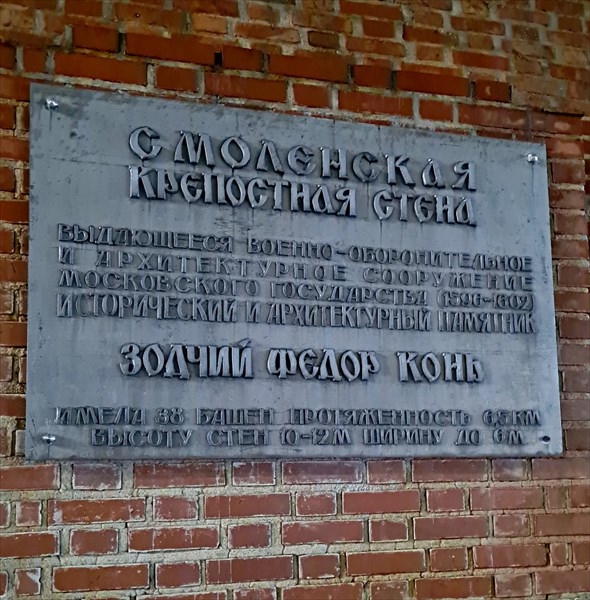 СМОЛЕНСКАЯ
КРЕПОСТНАЯ СТЕНА
ВЫДАЮЩЕЕСЯ ВОЕННО-ОБОРОНИТЕЛЬНОЕ
И АРХИТЕКТУРНОЕ СООРУЖЕНИЕ
МОСКОВСКОГО ГОСУДАРСТВА (1596-1602)
ИСТОРИЧЕСКИЙ И АРХИТЕКТУРНЫЙ ПАМЯТНИК
ЗОДЧИЙ ФЕДОР КОНЬ
ИМЕЛА 38 БАШЕН ПРОТЯЖЕННОСТЬ 6,5 КМ
ВЫСОТУ СТЕН 10-12М ШИРИНУ ДО 6М